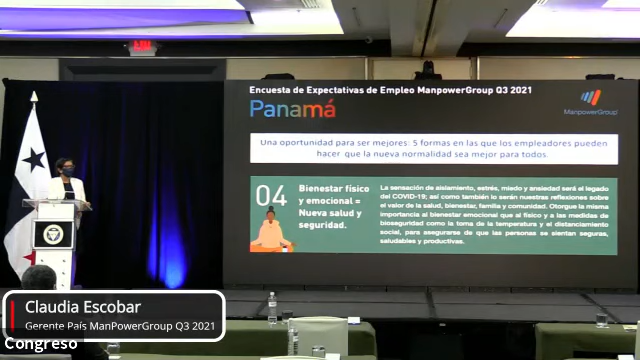 Encuesta de Expectativas de Empleo ManpowerGroup Q3 2021
Panamá
ManpowerGroup
Una oportunidad para ser mejores: 5 formas en las que los empleadores pueden
hacer que la nueva normalidad sea mejor para todos.
04
Bienestar físico
y emocional =
Nueva salud y
seguridad.
La sensación de aislamiento, estrés, miedo y ansiedad será el legado
del COVID-19; así como también lo serán nuestras reflexiones sobre
el valor de la salud, bienestar, familia y comunidad. Otorgue la misma
importancia al bienestar emocional que al físico y a las medidas de
bioseguridad como la toma de la temperatura y el distanciamiento
social, para asegurarse de que las personas se sientan seguras,
saludables y productivas.
Claudia Escobar
Gerente País ManPowerGroup Q3 2021
Congreso